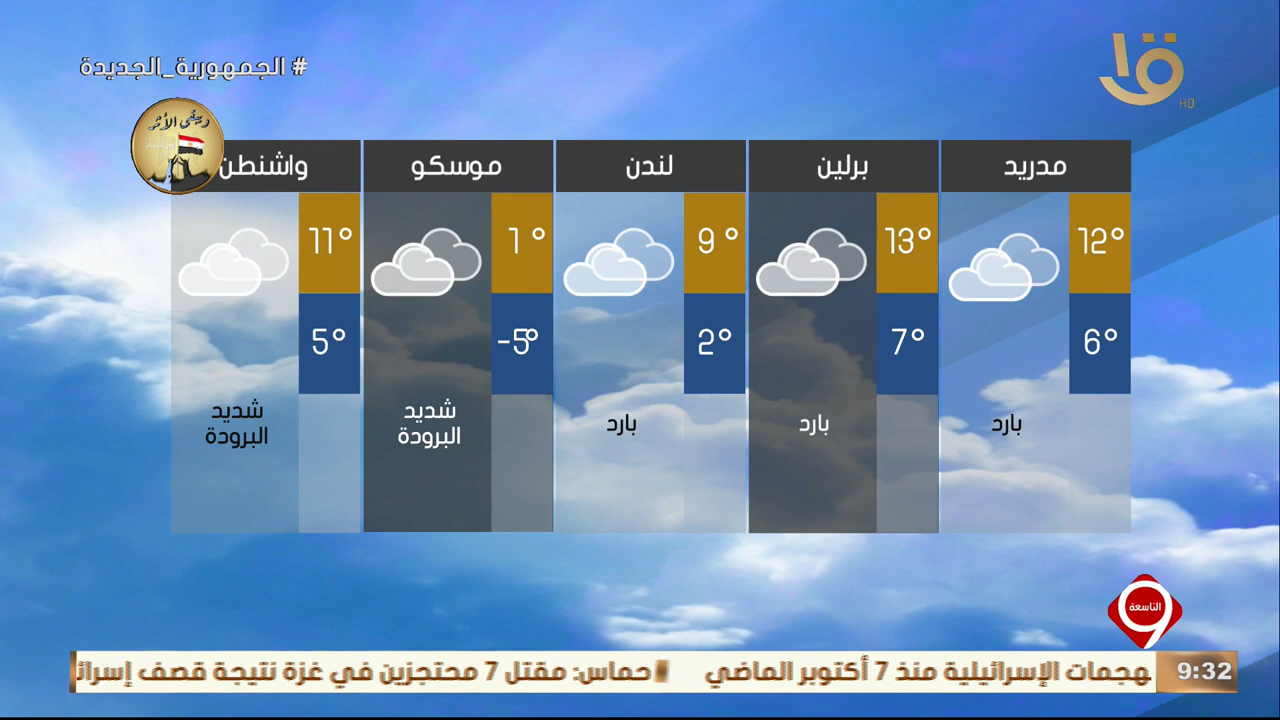 # الجمهورية_الجديدة
HD
مدريد
12°
6°
بارد
برلين
13°
7°
بارد
لندن
9°
2°
بارد
موسكو
1°
-5°
شديد
البرودة
واشنطن
11°
5°
شديد
البرودة
التاسعة
9
9:32
هجمات الإسرائيلية منذ 7 أكتوبر الماضي
حماس: مقتل 7 محتجزين في غزة نتيجة قصف